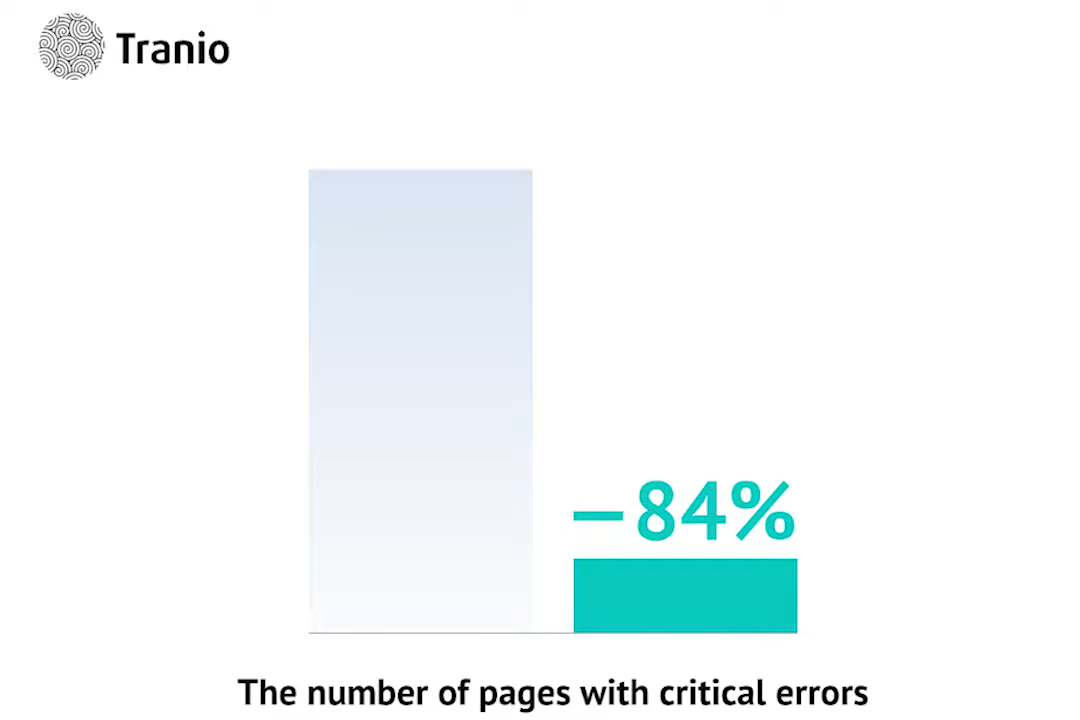 Tranio
–84%
The number of pages with critical errors